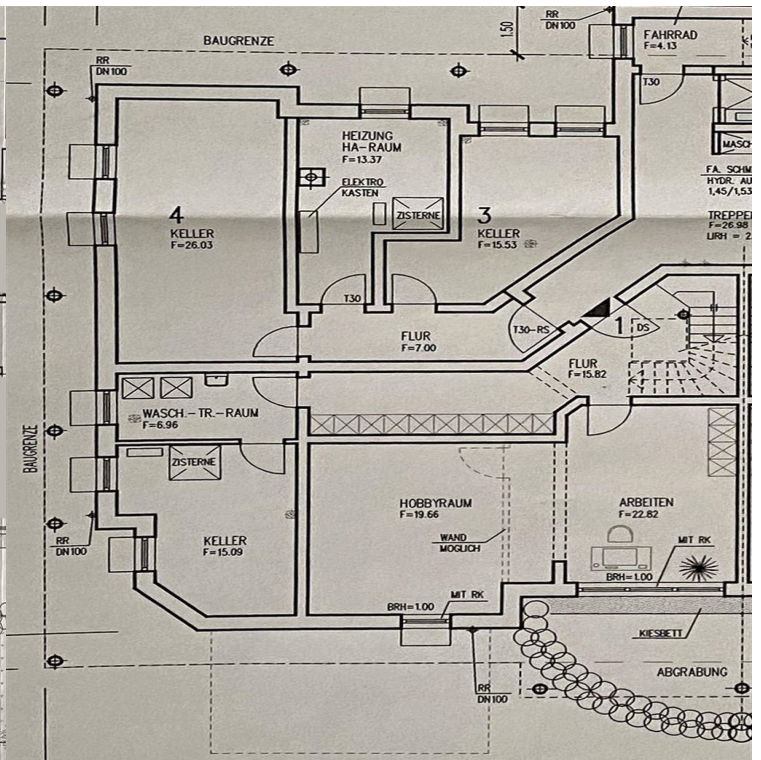 BAUGRENZE
RR
DN100
RR
DN100
1.50
FAHRRAD
F=4.13
T30
HEIZUNG
HA-RAUM
F=13.37
ELEKTRO
KASTEN
ZISTERNE
4
KELLER
F=26.03
3
KELLER
F=15.53
MASCH
FA. SCHM
HYDR. AU
1,45/1,53
TREPPE
F=26.98
LIRH = 2.
T30
FLUR
F=7.00
T30-RS
1
DS
FLUR
F=15.82
WASCH.-TR.-RAUM
F=6.96
ZISTERNE
KELLER
F=15.09
BAUGRENZE
RR
DN100
HOBBYRAUM
F=19.66
WAND
MÖGLICH
ARBEITEN
F=22.82
MIT RK
BRH=1.00
MIT RK
BRH=1.00
KIESBETT
ABGRABUNG
RR
DN100